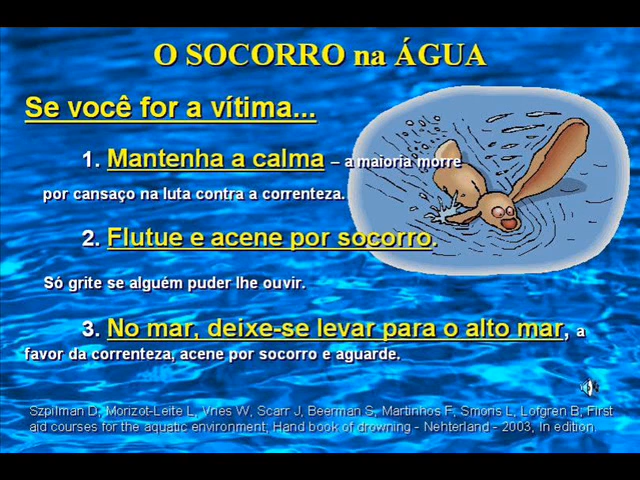 O SOCORRO na ÁGUA
Se você for a vítima...
1. Mantenha a calma – a maioria morre
por cansaço na luta contra a correnteza.
2. Flutue e acene por socorro.
Só grite se alguém puder lhe ouvir.
3. No mar, deixe-se levar para o alto mar, a
favor da correnteza, acene por socorro e aguarde.
Szpilman D, Morizot-Leite L, Vries W, Scarr J, Beerman S, Martinhos F, Smoris L, Lofgren B; First
aid courses for the aquatic environment, Hand book of drowning - Nehterland - 2003, In edition.